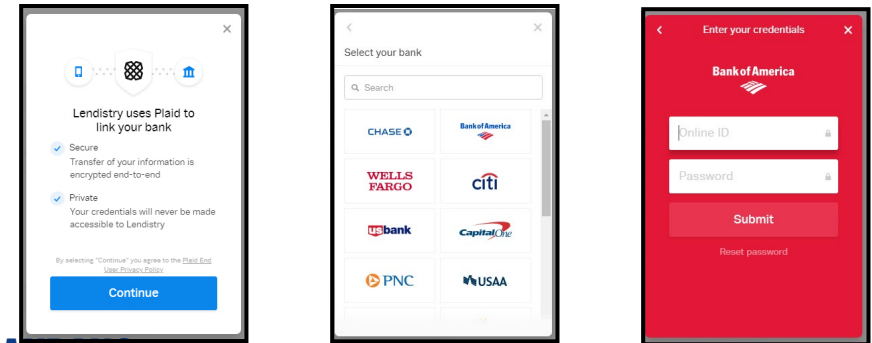 Lendistry uses Plaid to
link your bank
Secure
Transfer of your information is
encrypted end-to-end
Private
Your credentials will never be made
accessible to Lendistry
By selecting "Continue" you agree to the Plaid End
User Privacy Policy
Continue
Select your bank
Search
CHASE
Bank of America
WELLS
FARGO
citi
usbank
Capital One
PNC
USAA
Enter your credentials
Bank of America
Online ID
Password
Submit
Reset password